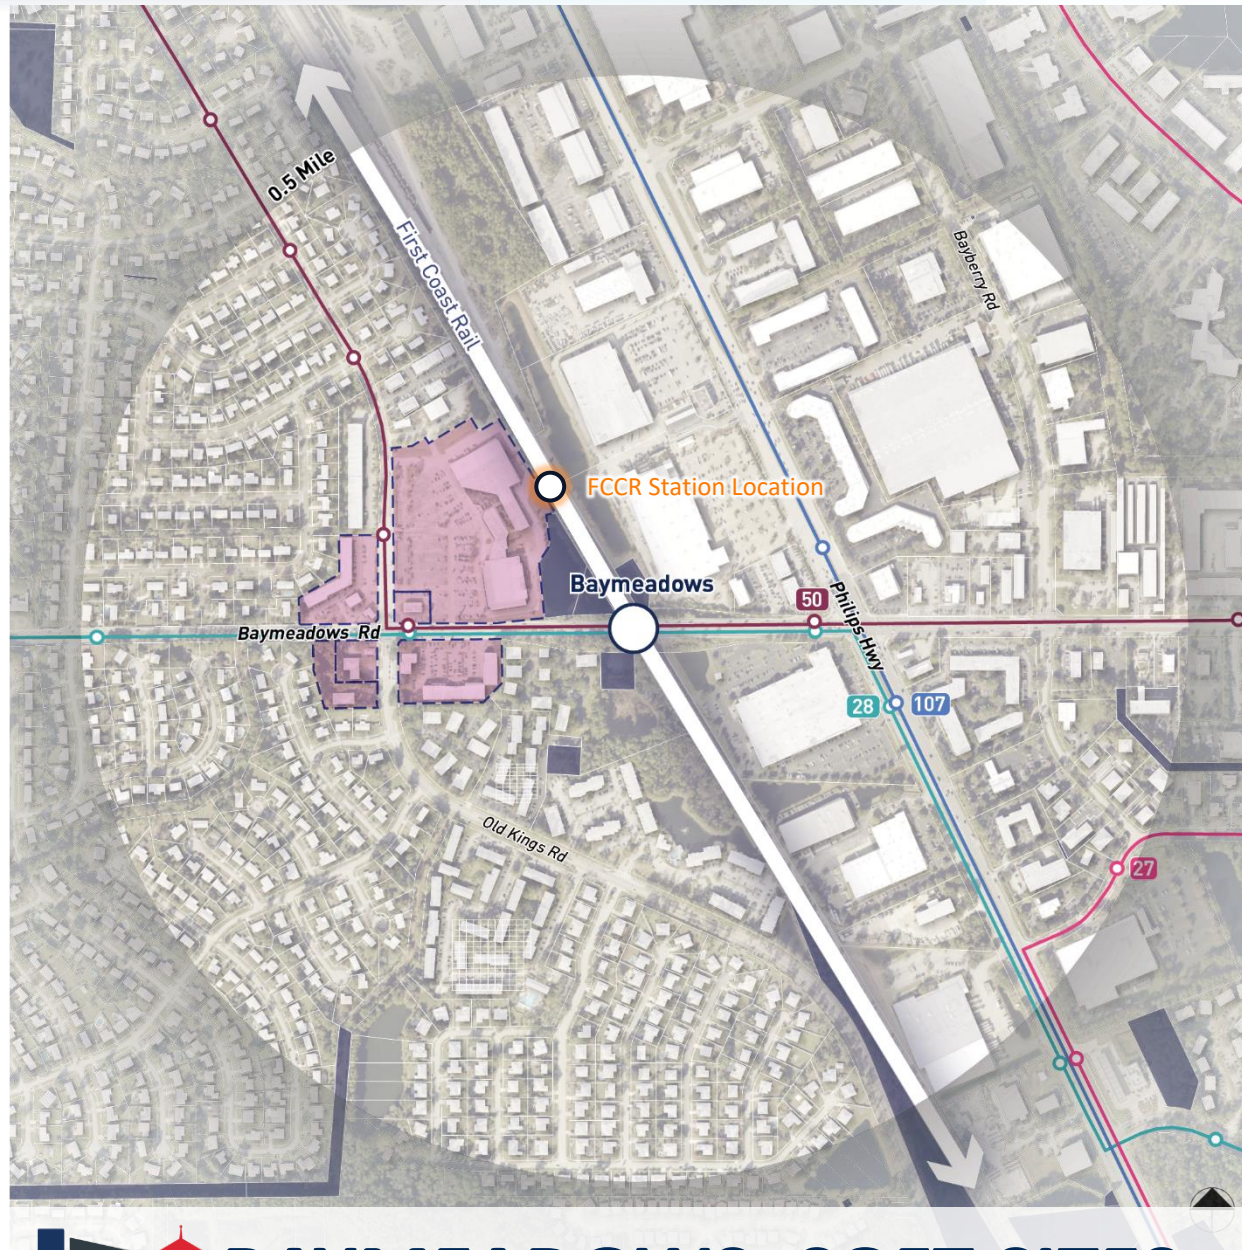 0.5 Mile
First Coast Rail
Bayberry Rd
FCCR Station Location
Baymeadows
50
Philips Hwy
Baymeadows Rd
28
107
Old Kings Rd
27